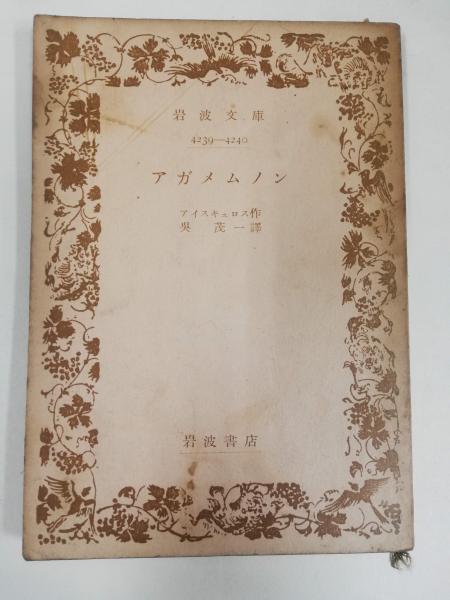 岩波文庫
4239—4240
アガメムノン
アイスキュロス作
呉茂一譯
岩波書店